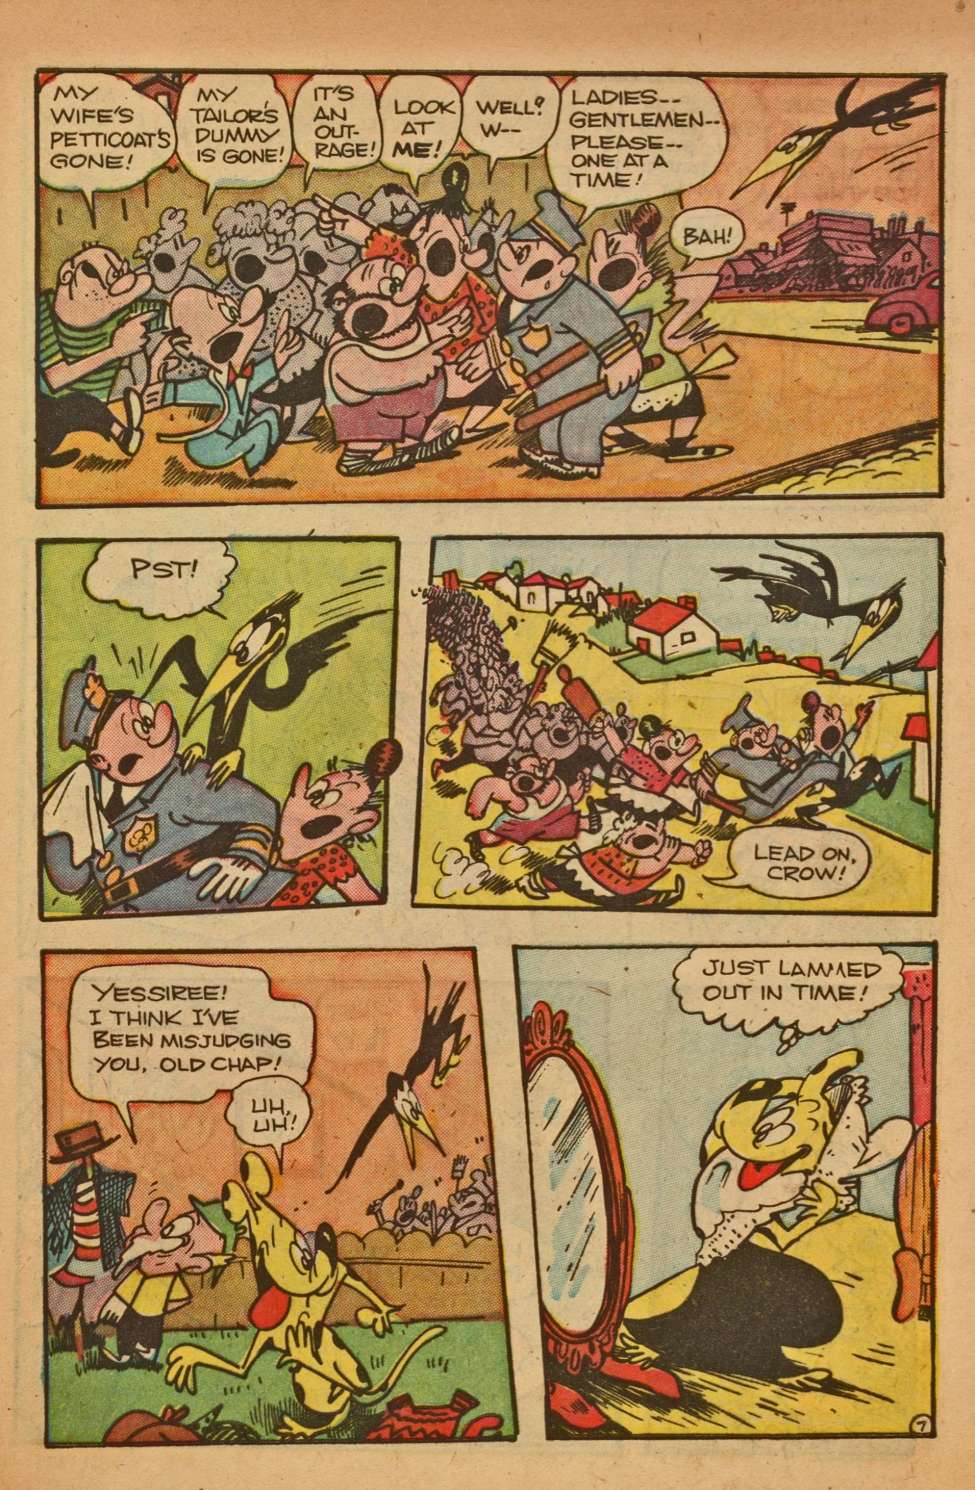 MY
WIFE'S
PETTICOAT'S
GONE!
MY
TAILOR'S
DUMMY
IS GONE!
IT'S
AN
OUT-
RAGE!
LOOK
AT
ME!
WELL?
W--
LADIES--
GENTLEMEN--
PLEASE--
ONE AT A
TIME!
BAH!
PST!
LEAD ON,
CROW!
YESSIREE!
I THINK I'VE
BEEN MISJUDGING
YOU, OLD CHAP!
UH,
UH!
JUST LAMMED
OUT IN TIME!
7